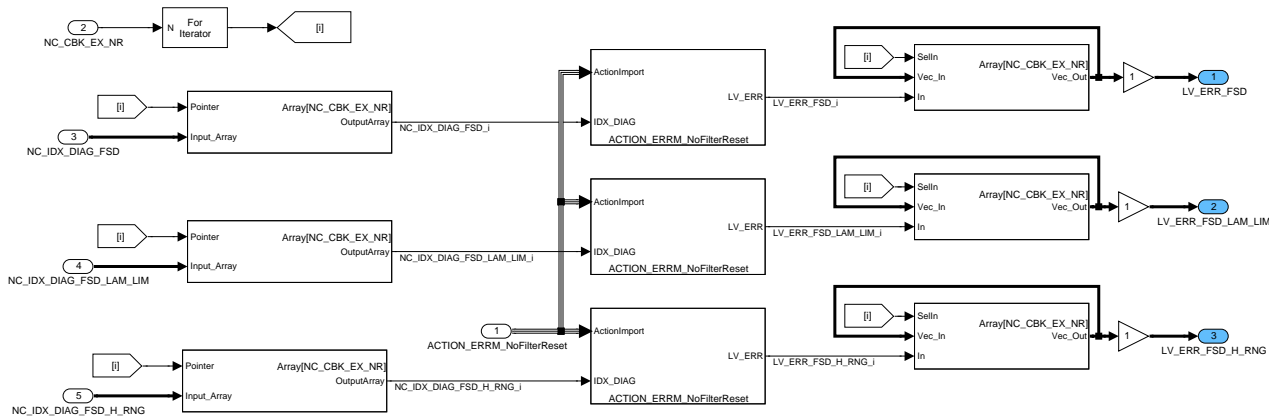 2
NC_CBK_EX_NR
N
For
Iterator
[i]
[i]
Pointer
Array[NC_CBK_EX_NR]
OutputArray
Input_Array
3
NC_IDX_DIAG_FSD
NC_IDX_DIAG_FSD_i
ActionImport
LV_ERR
IDX_DIAG
ACTION_ERRM_NoFilterReset
LV_ERR_FSD_i
[i]
SelIn
Array[NC_CBK_EX_NR]
Vec_In
Vec_Out
In
1
1
LV_ERR_FSD
[i]
Pointer
Array[NC_CBK_EX_NR]
OutputArray
Input_Array
4
NC_IDX_DIAG_FSD_LAM_LIM
NC_IDX_DIAG_FSD_LAM_LIM_i
ActionImport
LV_ERR
IDX_DIAG
ACTION_ERRM_NoFilterReset
LV_ERR_FSD_LAM_LIM_i
[i]
SelIn
Array[NC_CBK_EX_NR]
Vec_In
Vec_Out
In
1
2
LV_ERR_FSD_LAM_LIM
1
ACTION_ERRM_NoFilterReset
[i]
Pointer
Array[NC_CBK_EX_NR]
OutputArray
Input_Array
5
NC_IDX_DIAG_FSD_H_RNG
NC_IDX_DIAG_FSD_H_RNG_i
ActionImport
LV_ERR
IDX_DIAG
ACTION_ERRM_NoFilterReset
LV_ERR_FSD_H_RNG_i
[i]
SelIn
Array[NC_CBK_EX_NR]
Vec_In
Vec_Out
In
1
3
LV_ERR_FSD_H_RNG